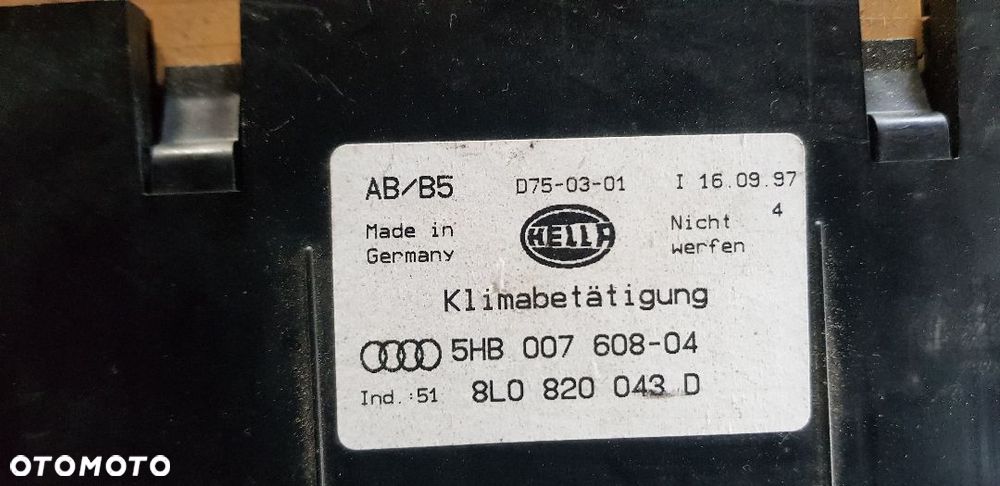 AB/B5 D75-03-01 I 16.09.97
4
Made in
Germany
HELLA
Nicht
werfen
Klimabetätigung
5HB 007 608-04
Ind.:51 8L0 820 043 D
OTOMOTO